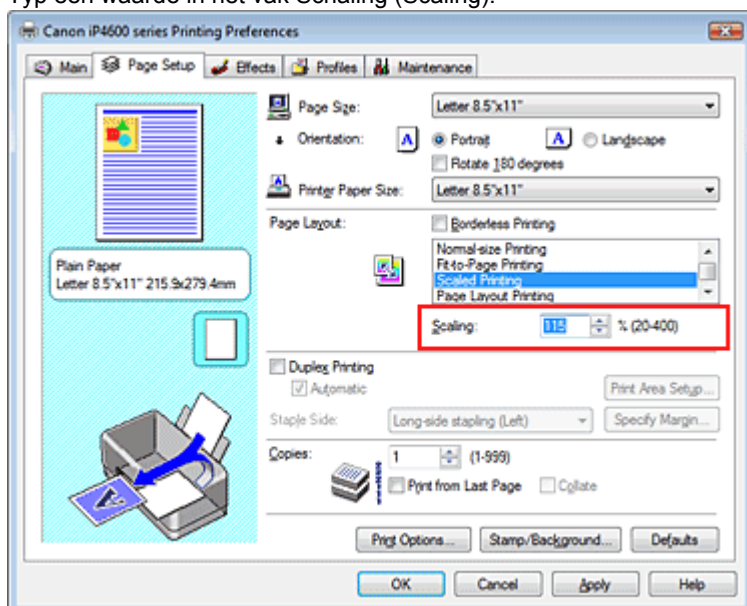 Typ een waarde in het vak Schaling (Scaling).
Canon iP4600 series Printing Preferences
Main Page Setup Effects Profiles Maintenance
Page Size: Letter 8.5"x11"
Orientation: A Portrait A Landscape
Rotate 180 degrees
Printer Paper Size: Letter 8.5"x11"
Page Layout: Borderless Printing
Normal-size Printing
Fit-to-Page Printing
Scaled Printing
Page Layout Printing
Plain Paper
Letter 8.5"x11" 215.9x279.4mm
Scaling: 115 % (20-400)
Duplex Printing
Automatic Print Area Setup...
Staple Side: Long-side stapling (Left) Specify Margin...
Copies: 1 (1-999)
Print from Last Page Collate
Print Options... Stamp/Background... Defaults
OK Cancel Apply Help